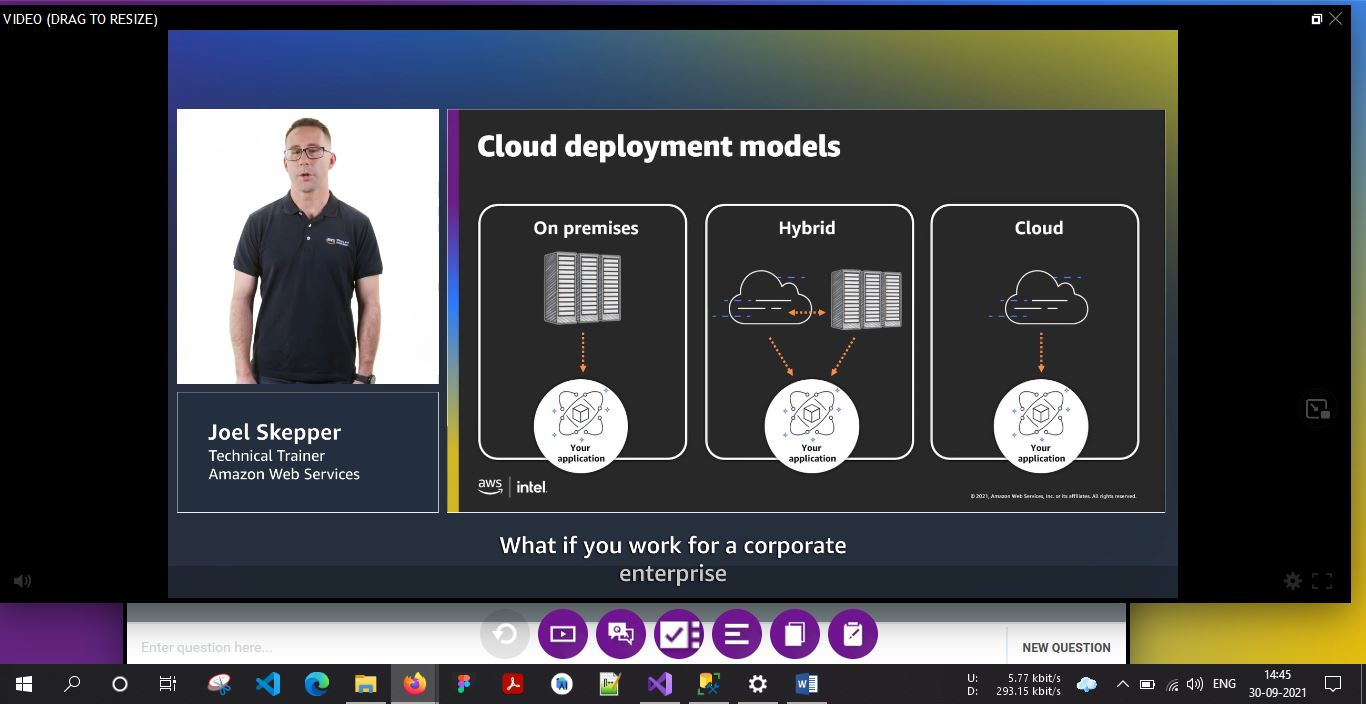 VIDEO (DRAG TO RESIZE)
Cloud deployment models
On premises
Hybrid
Cloud
Your
application
Your
application
Your
application
Joel Skepper
Technical Trainer
Amazon Web Services
aws
aws | intel.
© 2021, Amazon Web Services, Inc. or its affiliates. All rights reserved.
What if you work for a corporate
enterprise
Enter question here...
NEW QUESTION
U: 5.77 kbit/s
D: 293.15 kbit/s
ENG
14:45
30-09-2021